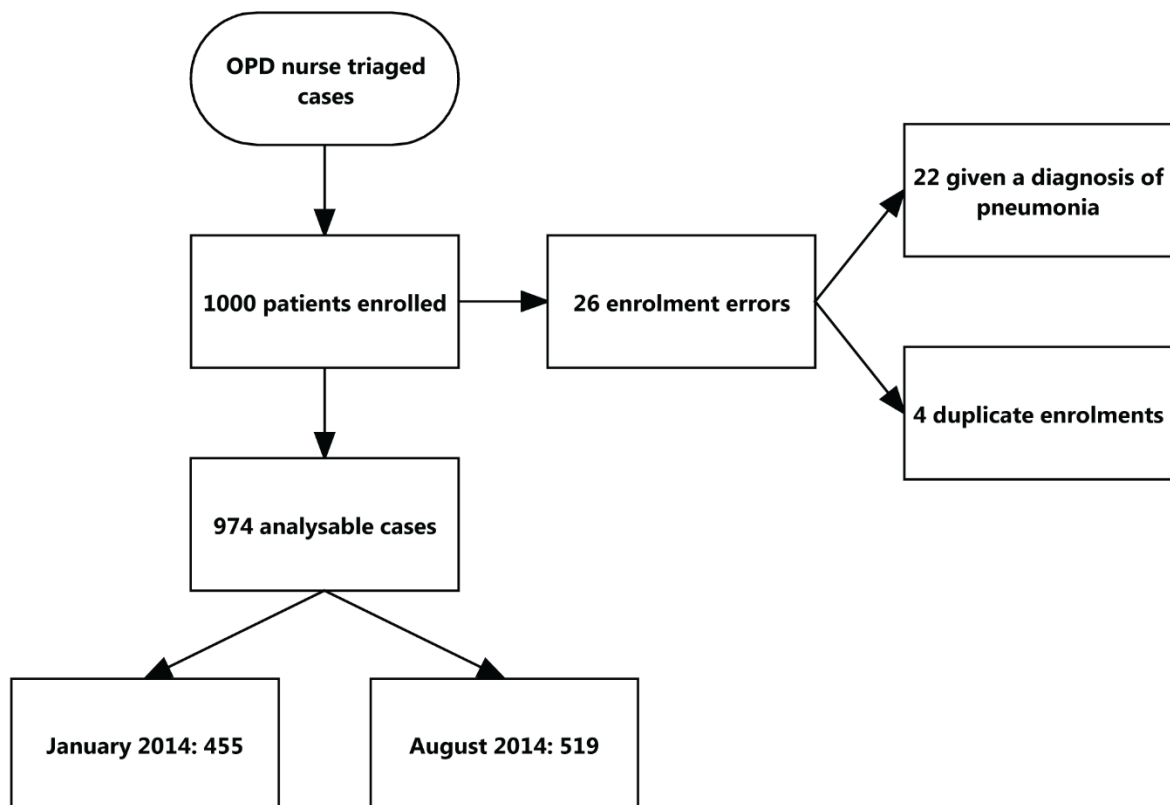 OPD nurse triaged
cases
22 given a diagnosis of
pneumonia
1000 patients enrolled
26 enrolment errors
4 duplicate enrolments
974 analysable cases
January 2014: 455
August 2014: 519